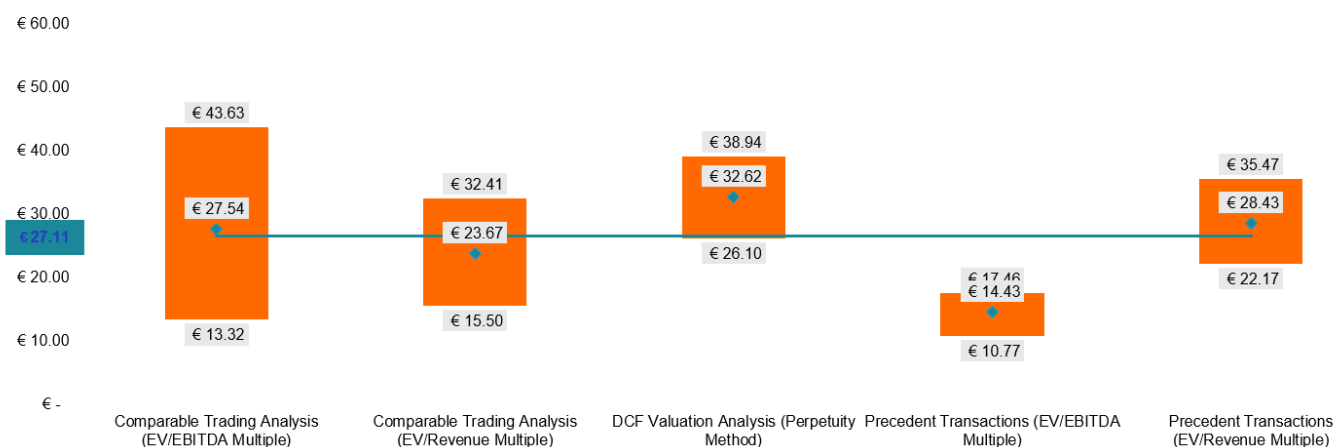 € 60.00
€ 50.00
€ 40.00
€ 30.00
€ 27.11
€ 20.00
€ 10.00
€ -
€ 43.63
€ 27.54
€ 13.32
€ 32.41
€ 23.67
€ 15.50
€ 38.94
€ 32.62
€ 26.10
€ 17.46
€ 14.43
€ 10.77
€ 35.47
€ 28.43
€ 22.17
Comparable Trading Analysis
(EV/EBITDA Multiple)
Comparable Trading Analysis
(EV/Revenue Multiple)
DCF Valuation Analysis (Perpetuity
Method)
Precedent Transactions (EV/EBITDA
Multiple)
Precedent Transactions
(EV/Revenue Multiple)